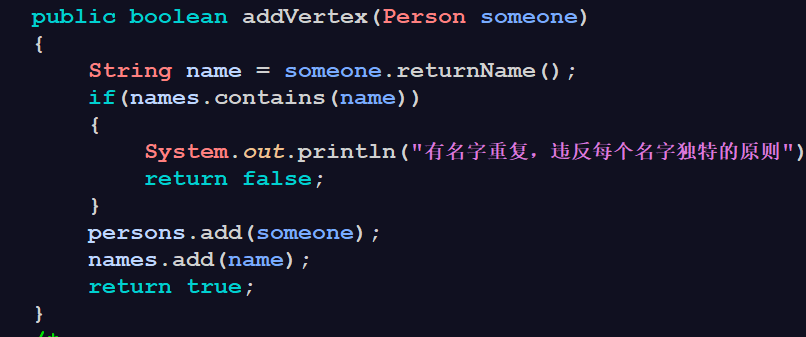 public boolean addVertex(Person someone)
{
    String name = someone.returnName();
    if(names.contains(name))
    {
        System.out.println("有名字重复，违反每个名字独特的原则")
        return false;
    }
    persons.add(someone);
    names.add(name);
    return true;
}
/*